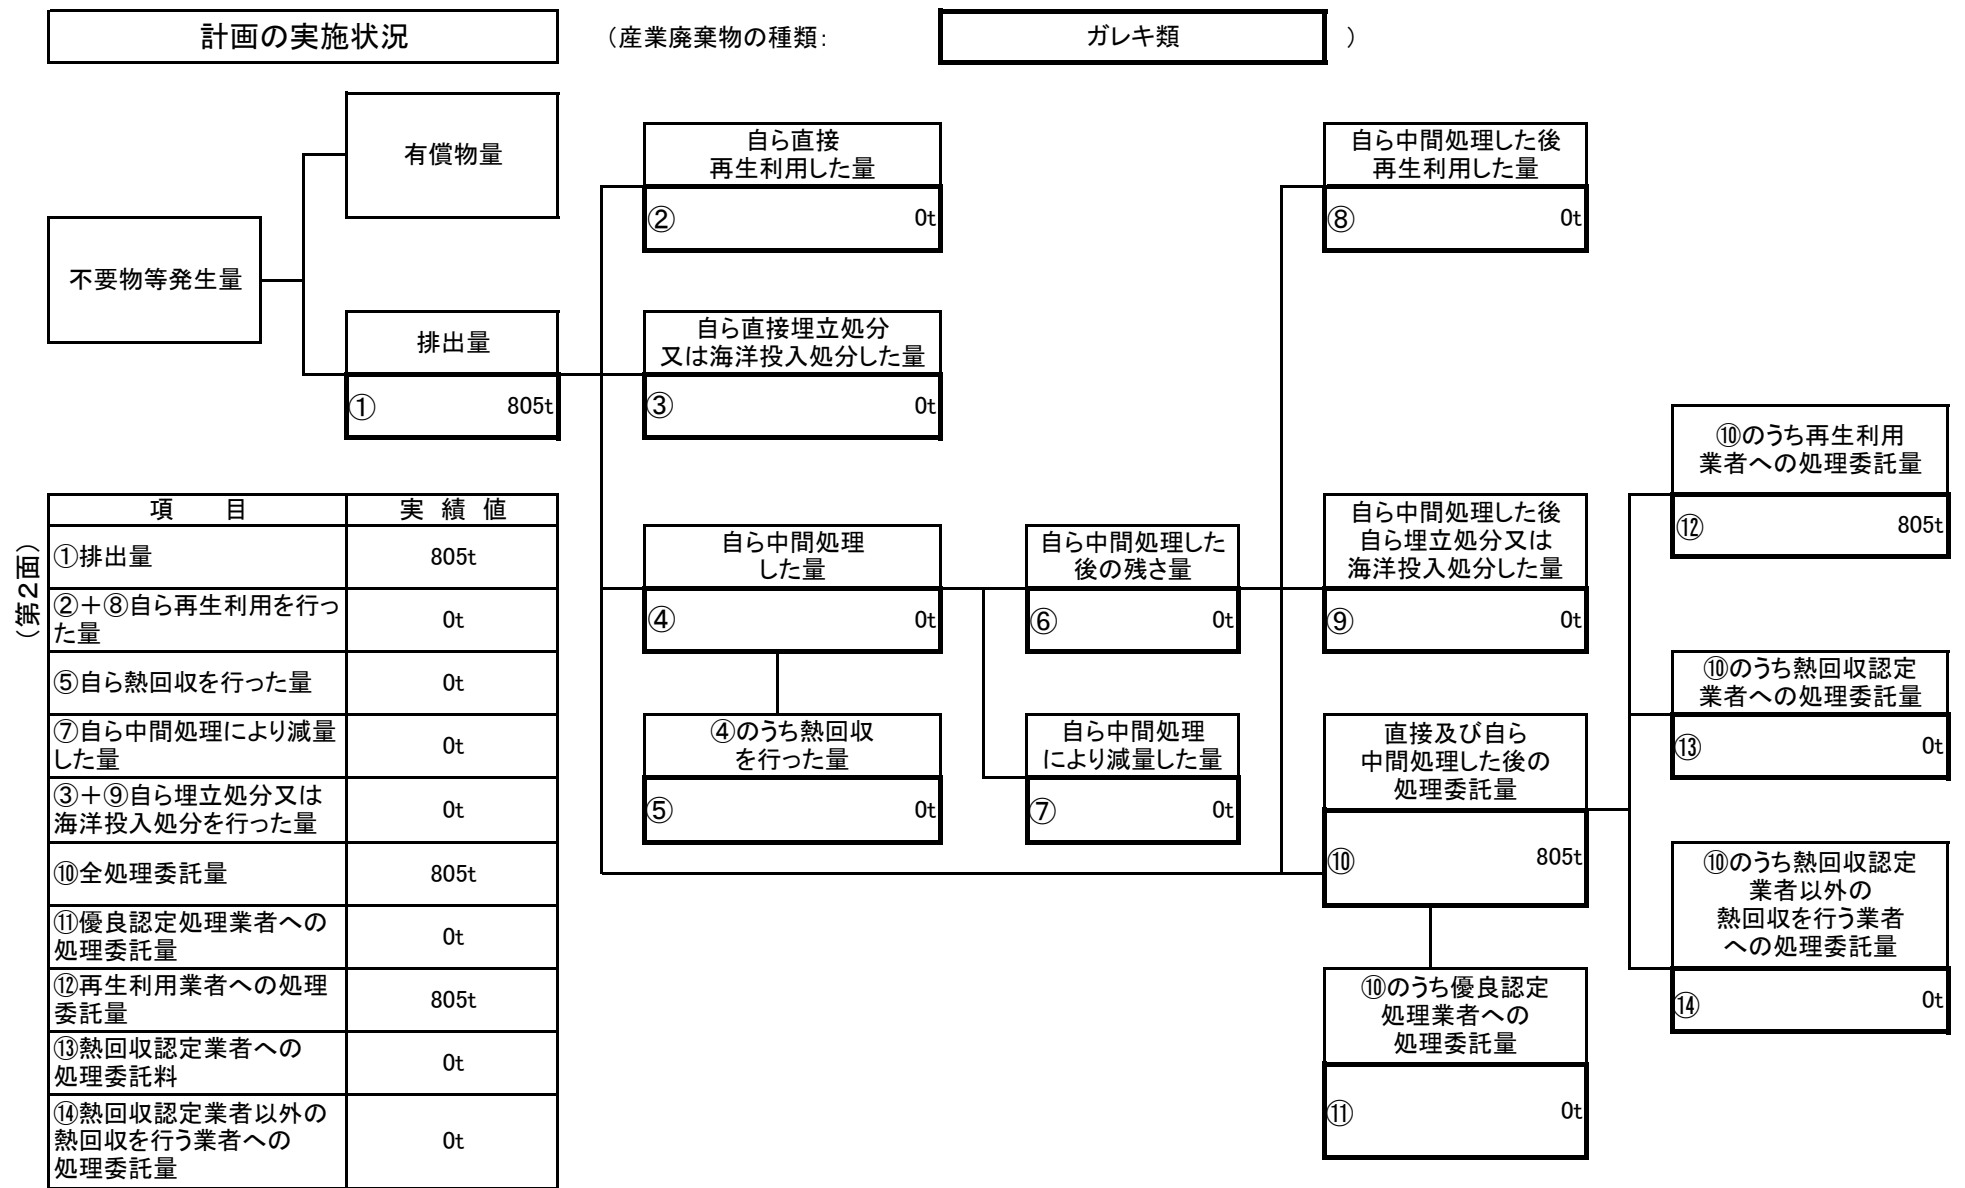 計画の実施状況
（産業廃棄物の種類:
ガレキ類
）
有償物量
不要物等発生量
排出量
① 805t
自ら直接
再生利用した量
② 0t
自ら直接埋立処分
又は海洋投入処分した量
③ 0t
自ら中間処理
した量
④ 0t
④のうち熱回収
を行った量
⑤ 0t
自ら中間処理した
後の残さ量
⑥ 0t
自ら中間処理
により減量した量
⑦ 0t
自ら中間処理した後
再生利用した量
⑧ 0t
自ら中間処理した後
自ら埋立処分又は
海洋投入処分した量
⑨ 0t
直接及び自ら
中間処理した後の
処理委託量
⑩ 805t
⑩のうち優良認定
処理業者への
処理委託量
⑪ 0t
⑩のうち再生利用
業者への処理委託量
⑫ 805t
⑩のうち熱回収認定
業者への処理委託量
⑬ 0t
⑩のうち熱回収認定
業者以外の
熱回収を行う業者
への処理委託量
⑭ 0t
（第2面）
項　目 実 績 値
①排出量 805t
②＋⑧自ら再生利用を行っ
た量 0t
⑤自ら熱回収を行った量 0t
⑦自ら中間処理により減量
した量 0t
③＋⑨自ら埋立処分又は
海洋投入処分を行った量 0t
⑩全処理委託量 805t
⑪優良認定処理業者への
処理委託量 0t
⑫再生利用業者への処理
委託量 805t
⑬熱回収認定業者への
処理委託料 0t
⑭熱回収認定業者以外の
熱回収を行う業者への
処理委託量 0t